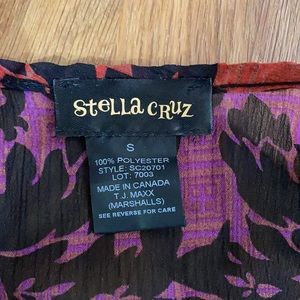 stella cruz
S
100% POLYESTER
STYLE: SC20701
LOT: 7003
MADE IN CANADA
T.J. MAXX
(MARSHALLS)
SEE REVERSE FOR CARE